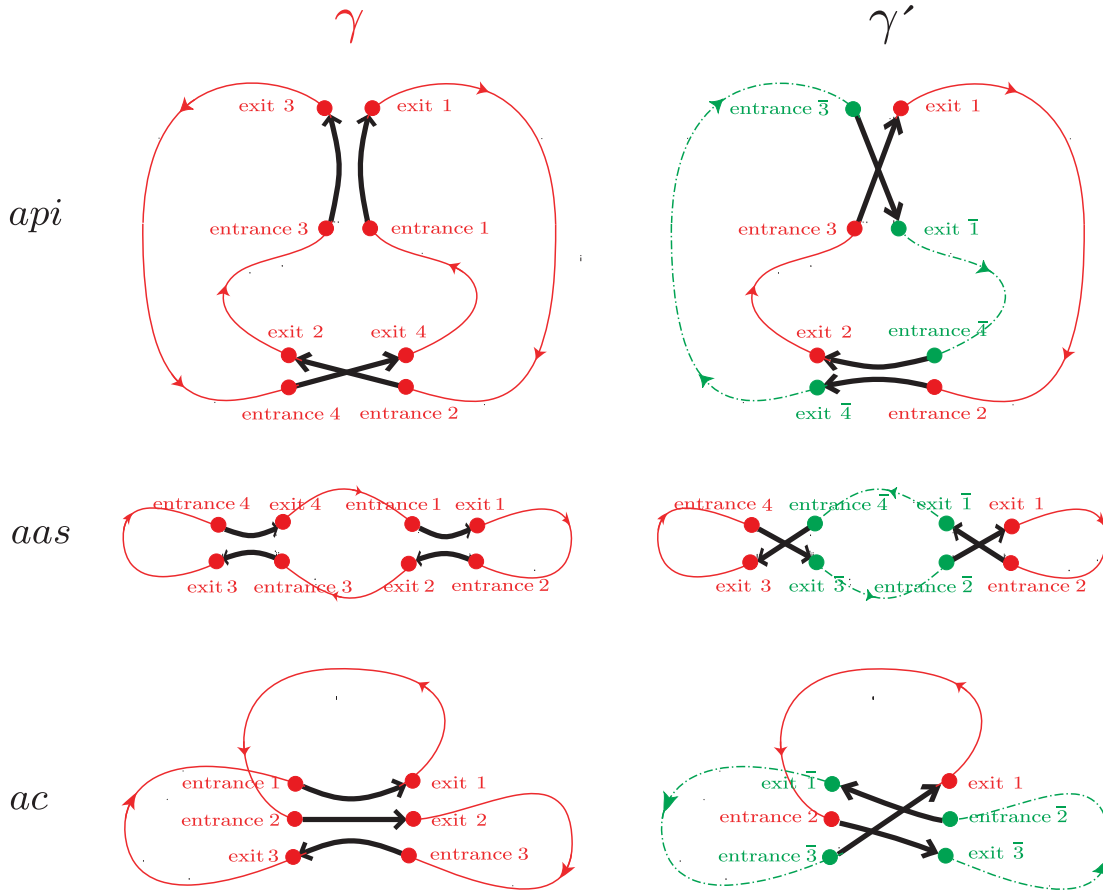 γ γ′
exit 3 exit 1 entrance 3̅ exit 1
api
entrance 3 entrance 1 entrance 3 exit 1̅
exit 2 exit 4 exit 2 entrance 4̅
entrance 4 entrance 2 exit 4̅ entrance 2
entrance 4 exit 4 entrance 1 exit 1 entrance 4 entrance 4̅ exit 1̅ exit 1
aas
exit 3 entrance 3 exit 2 entrance 2 exit 3 exit 3̅ entrance 2̅ entrance 2
entrance 1 exit 1 exit 1̅ exit 1
ac
entrance 2 exit 2 entrance 2 entrance 2̅
exit 3 entrance 3 entrance 3̅ exit 3̅